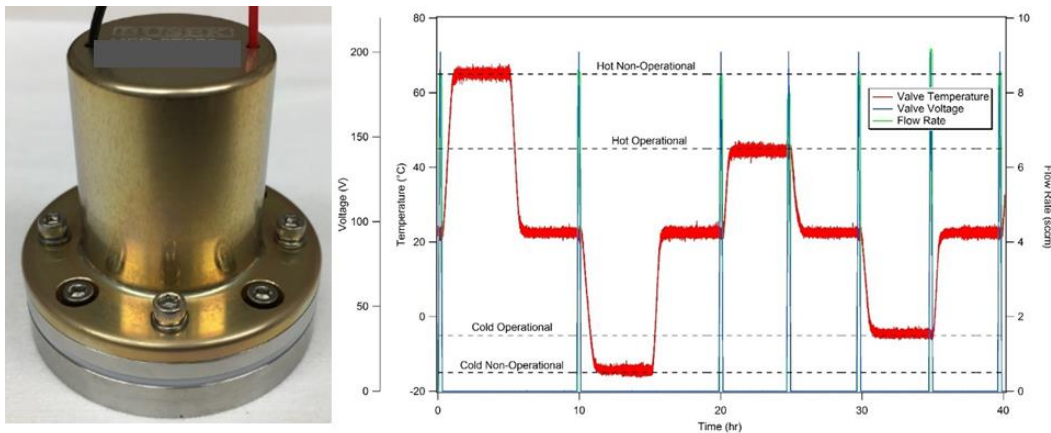 80
60
40
20
0
-20
200
150
100
50
0
10
8
6
4
2
0
0
10
20
30
40
Voltage (V)
Temperature (°C)
Flow Rate (sccm)
Time (hr)
Hot Non-Operational
Hot Operational
Cold Operational
Cold Non-Operational
Valve Temperature
Valve Voltage
Flow Rate